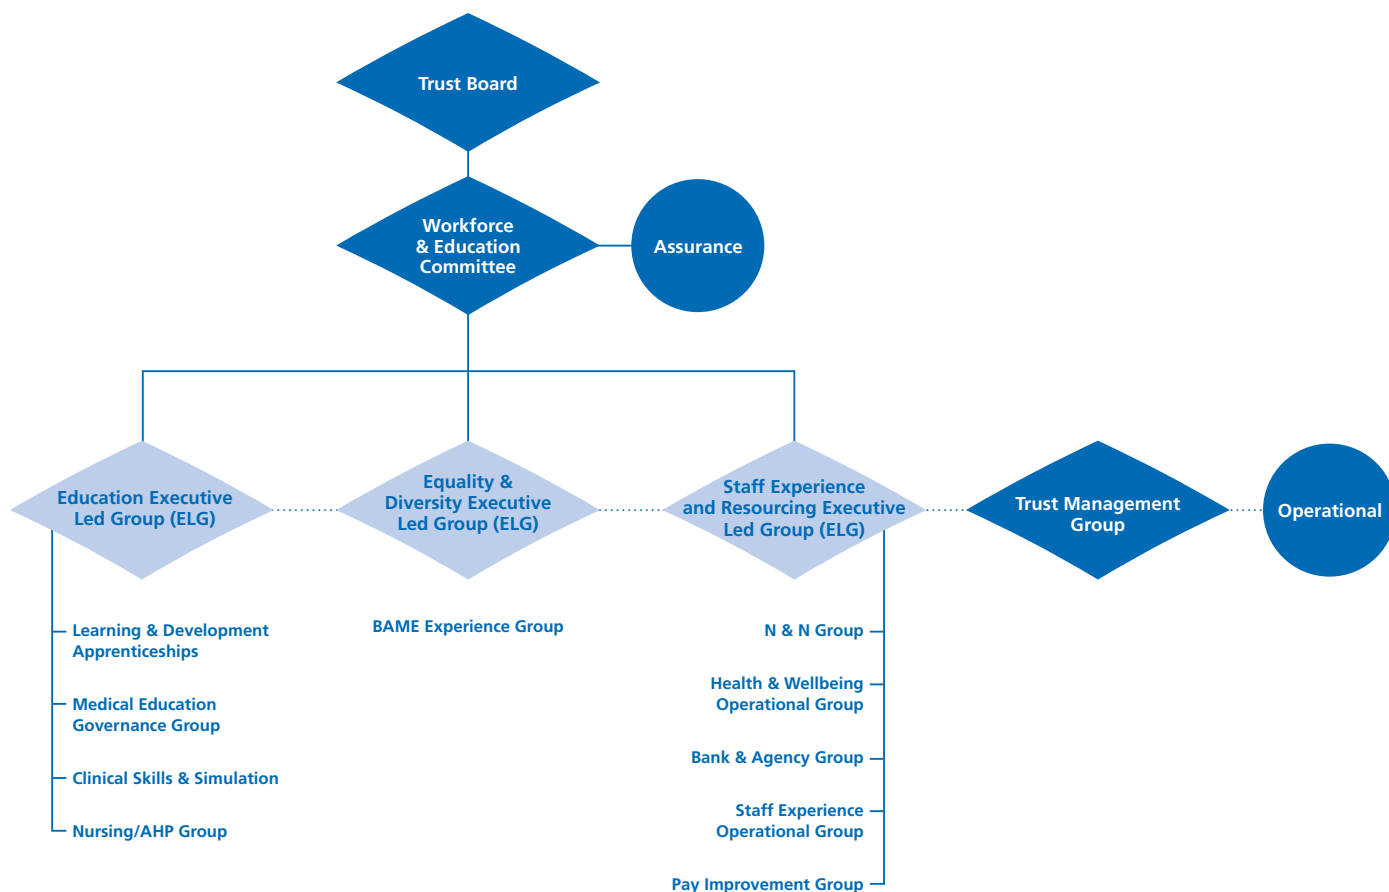 Trust Board
Workforce
& Education
Committee
Assurance
Education Executive
Led Group (ELG)
Equality &
Diversity Executive
Led Group (ELG)
Staff Experience
and Resourcing Executive
Led Group (ELG)
Trust Management
Group
Operational
Learning & Development
Apprenticeships
Medical Education
Governance Group
Clinical Skills & Simulation
Nursing/AHP Group
BAME Experience Group
N & N Group
Health & Wellbeing
Operational Group
Bank & Agency Group
Staff Experience
Operational Group
Pay Improvement Group